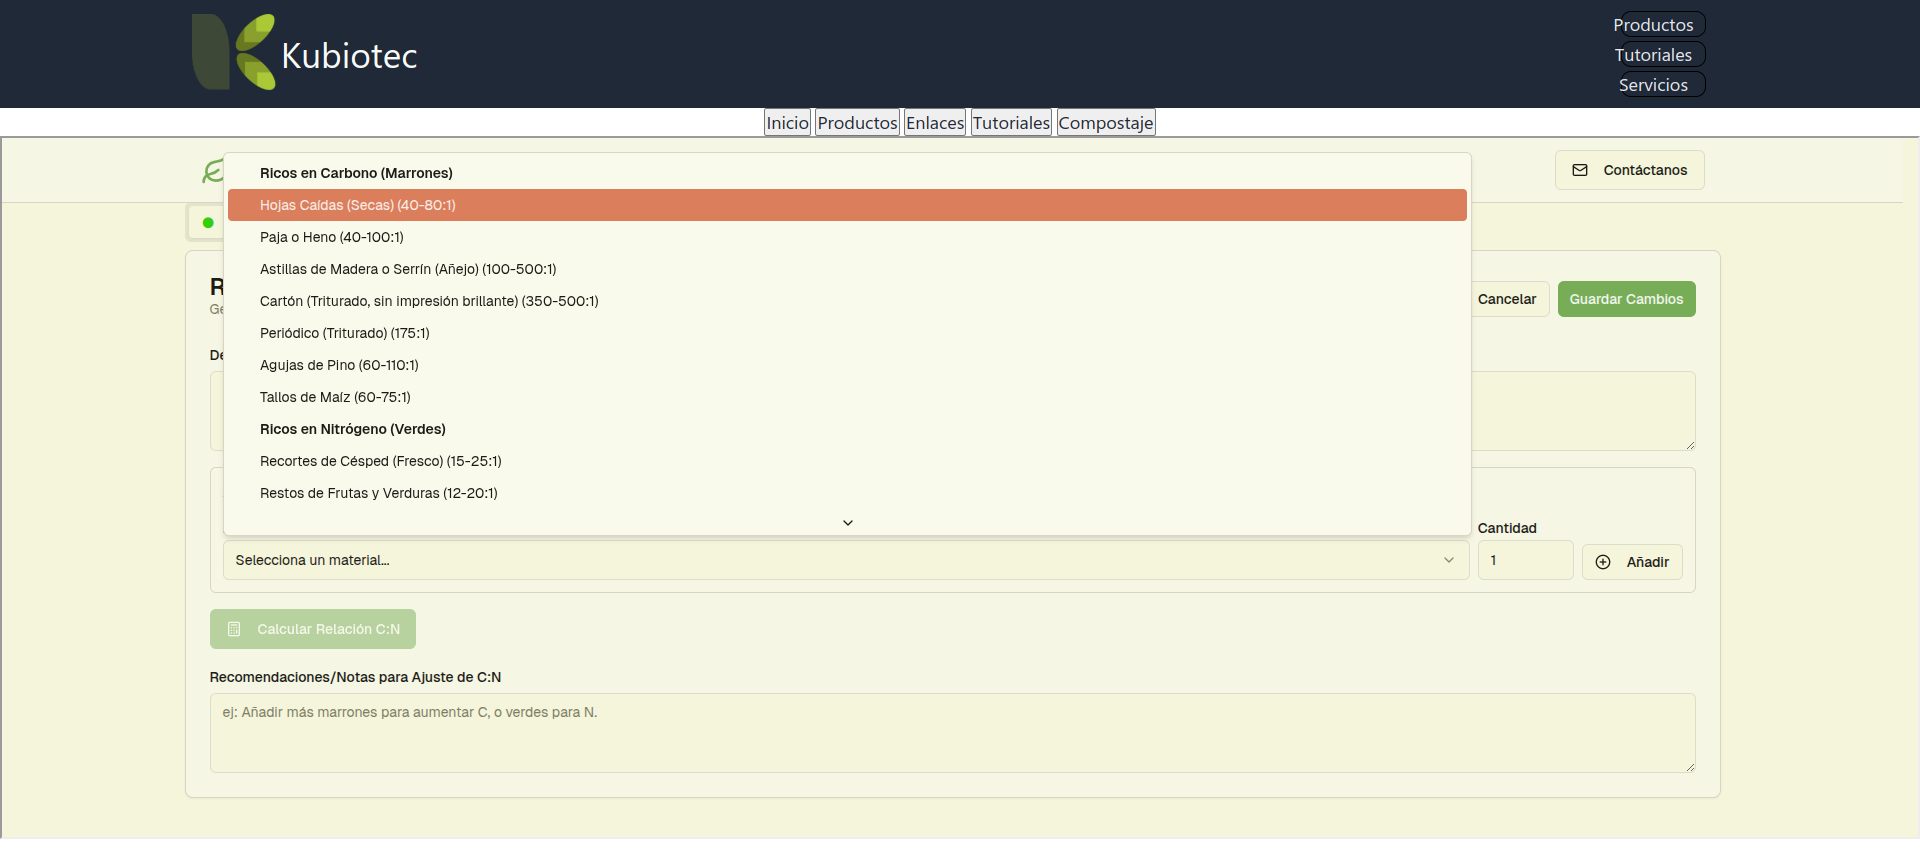 Kubiotec
Productos
Tutoriales
Servicios
Inicio Productos Enlaces Tutoriales Compostaje
Contáctanos
Ricos en Carbono (Marrones)
Hojas Caídas (Secas) (40-80:1)
Paja o Heno (40-100:1)
Astillas de Madera o Serrín (Añejo) (100-500:1)
Cartón (Triturado, sin impresión brillante) (350-500:1)
Periódico (Triturado) (175:1)
Agujas de Pino (60-110:1)
Tallos de Maíz (60-75:1)
Ricos en Nitrógeno (Verdes)
Recortes de Césped (Fresco) (15-25:1)
Restos de Frutas y Verduras (12-20:1)
Cancelar Guardar Cambios
Cantidad
Selecciona un material... 1 Añadir
Calcular Relación C:N
Recomendaciones/Notas para Ajuste de C:N
ej: Añadir más marrones para aumentar C, o verdes para N.